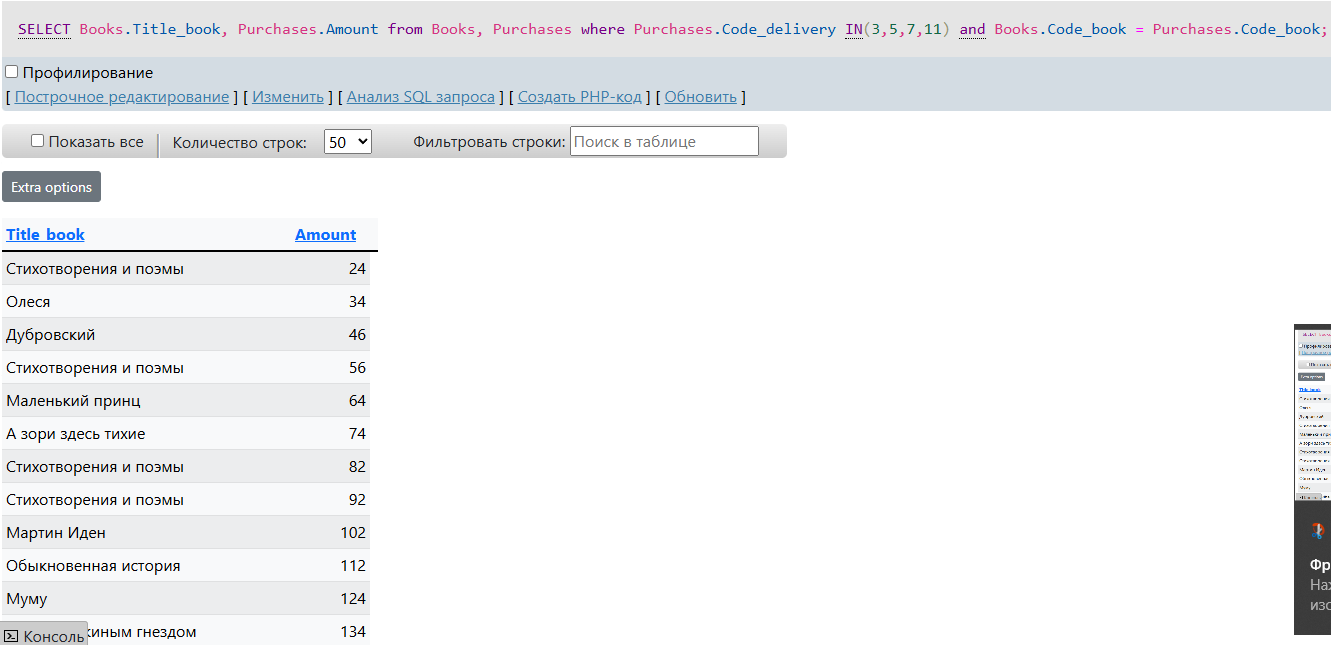 SELECT Books.Title_book, Purchases.Amount from Books, Purchases where Purchases.Code_delivery IN(3,5,7,11) and Books.Code_book = Purchases.Code_book;
Профилирование
[ Построчное редактирование ] [ Изменить ] [ Анализ SQL запроса ] [ Создать PHP-код ] [ Обновить ]
Показать все Количество строк: 50 Фильтровать строки: Поиск в таблице
Extra options
Title_book Amount
Стихотворения и поэмы 24
Олеся 34
Дубровский 46
Стихотворения и поэмы 56
Маленький принц 64
А зори здесь тихие 74
Стихотворения и поэмы 82
Стихотворения и поэмы 92
Мартин Иден 102
Обыкновенная история 112
Муму 124
киным гнездом 134
Консоль
Фр
На
изо